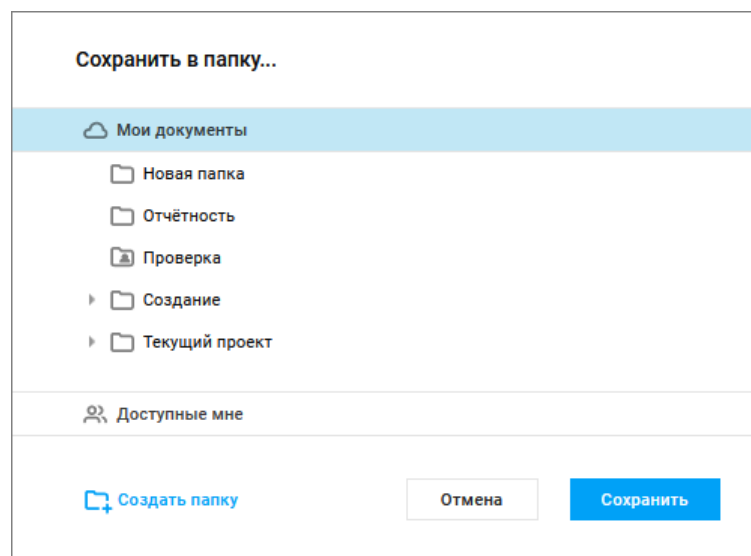 Сохранить в папку...
Мои документы
Новая папка
Отчётность
Проверка
Создание
Текущий проект
Доступные мне
Создать папку
Отмена
Сохранить